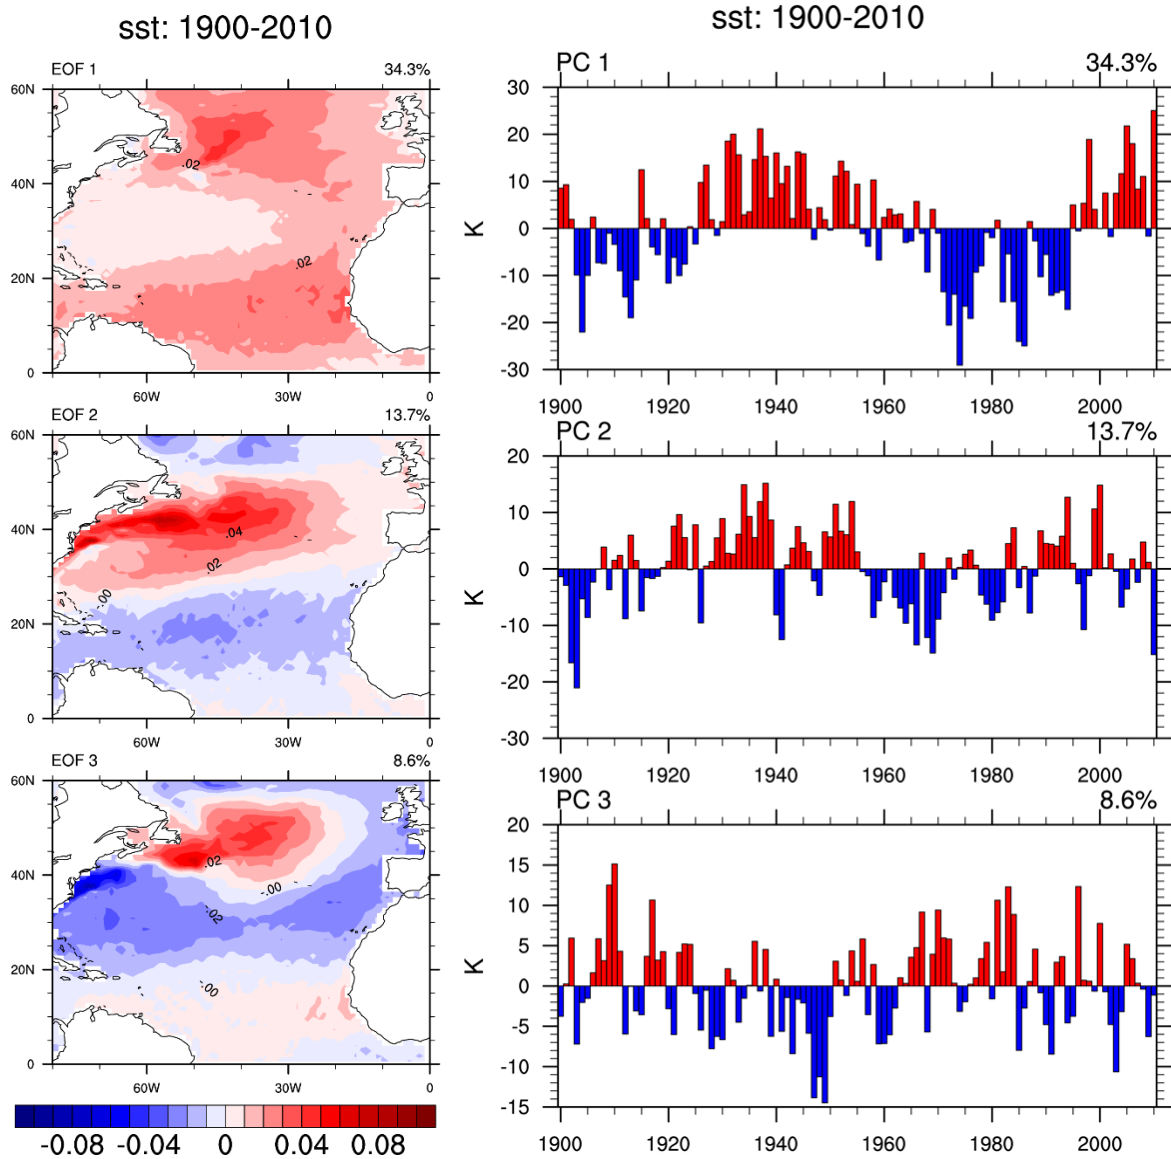 sst: 1900-2010
EOF 1 34.3%
60N
40N
20N
0
.02
.02
60W 30W 0
EOF 2 13.7%
60N
40N
20N
0
.04
.02
-.00
60W 30W 0
EOF 3 8.6%
60N
40N
20N
0
.02
-.00
-.02
-.00
60W 30W 0
-0.08 -0.04 0 0.04 0.08
sst: 1900-2010
PC 1 34.3%
30
20
10
0
-10
-20
-30
K
1900 1920 1940 1960 1980 2000
PC 2 13.7%
20
10
0
-10
-20
-30
K
1900 1920 1940 1960 1980 2000
PC 3 8.6%
20
15
10
5
0
-5
-10
-15
K
1900 1920 1940 1960 1980 2000